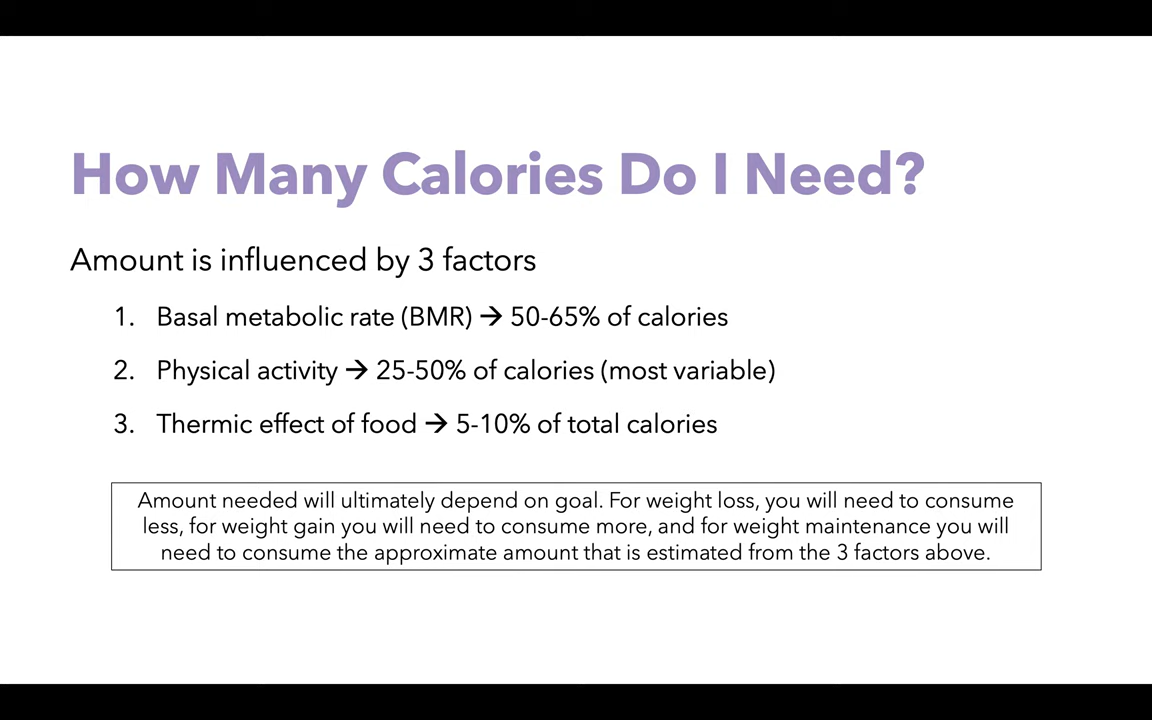 How Many Calories Do I Need?
Amount is influenced by 3 factors
1. Basal metabolic rate (BMR) → 50-65% of calories
2. Physical activity → 25-50% of calories (most variable)
3. Thermic effect of food → 5-10% of total calories
Amount needed will ultimately depend on goal. For weight loss, you will need to consume
less, for weight gain you will need to consume more, and for weight maintenance you will
need to consume the approximate amount that is estimated from the 3 factors above.